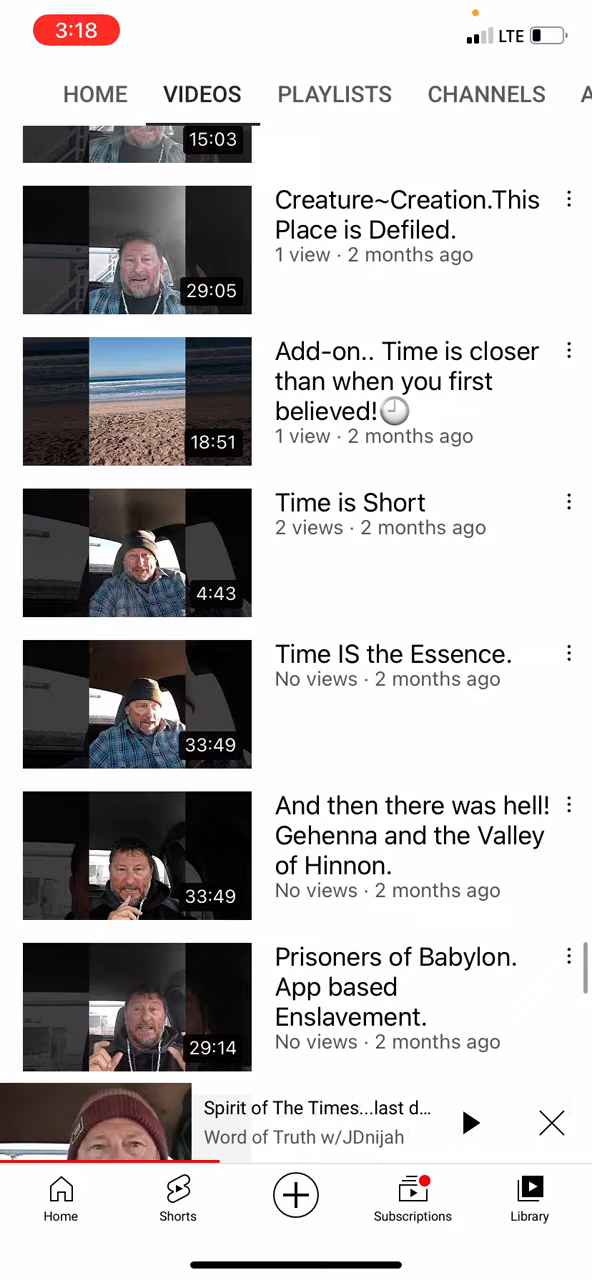 3:18
LTE
HOME VIDEOS PLAYLISTS CHANNELS A
15:03
Creature~Creation.This
Place is Defiled.
1 view · 2 months ago
29:05
Add-on.. Time is closer
than when you first
believed!🕘
1 view · 2 months ago
18:51
Time is Short
2 views · 2 months ago
4:43
Time IS the Essence.
No views · 2 months ago
33:49
And then there was hell!
Gehenna and the Valley
of Hinnon.
No views · 2 months ago
33:49
Prisoners of Babylon.
App based
Enslavement.
No views · 2 months ago
29:14
Spirit of The Times...last d...
Word of Truth w/JDnijah
Home Shorts Subscriptions Library